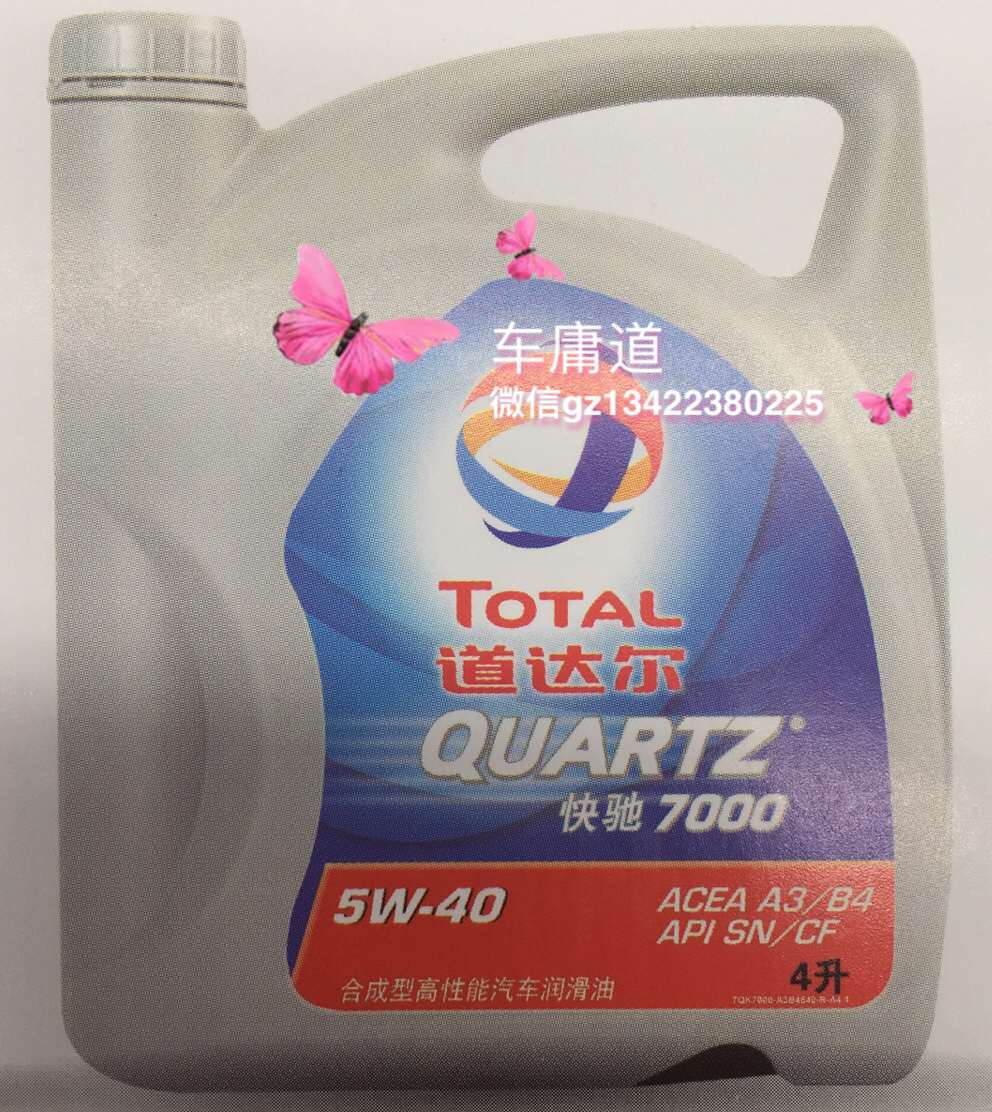 车庸道
微信gz13422380225
TOTAL
道达尔
QUARTZ
快驰 7000
5W-40
ACEA A3/B4
API SN/CF
4升
合成型高性能汽车润滑油